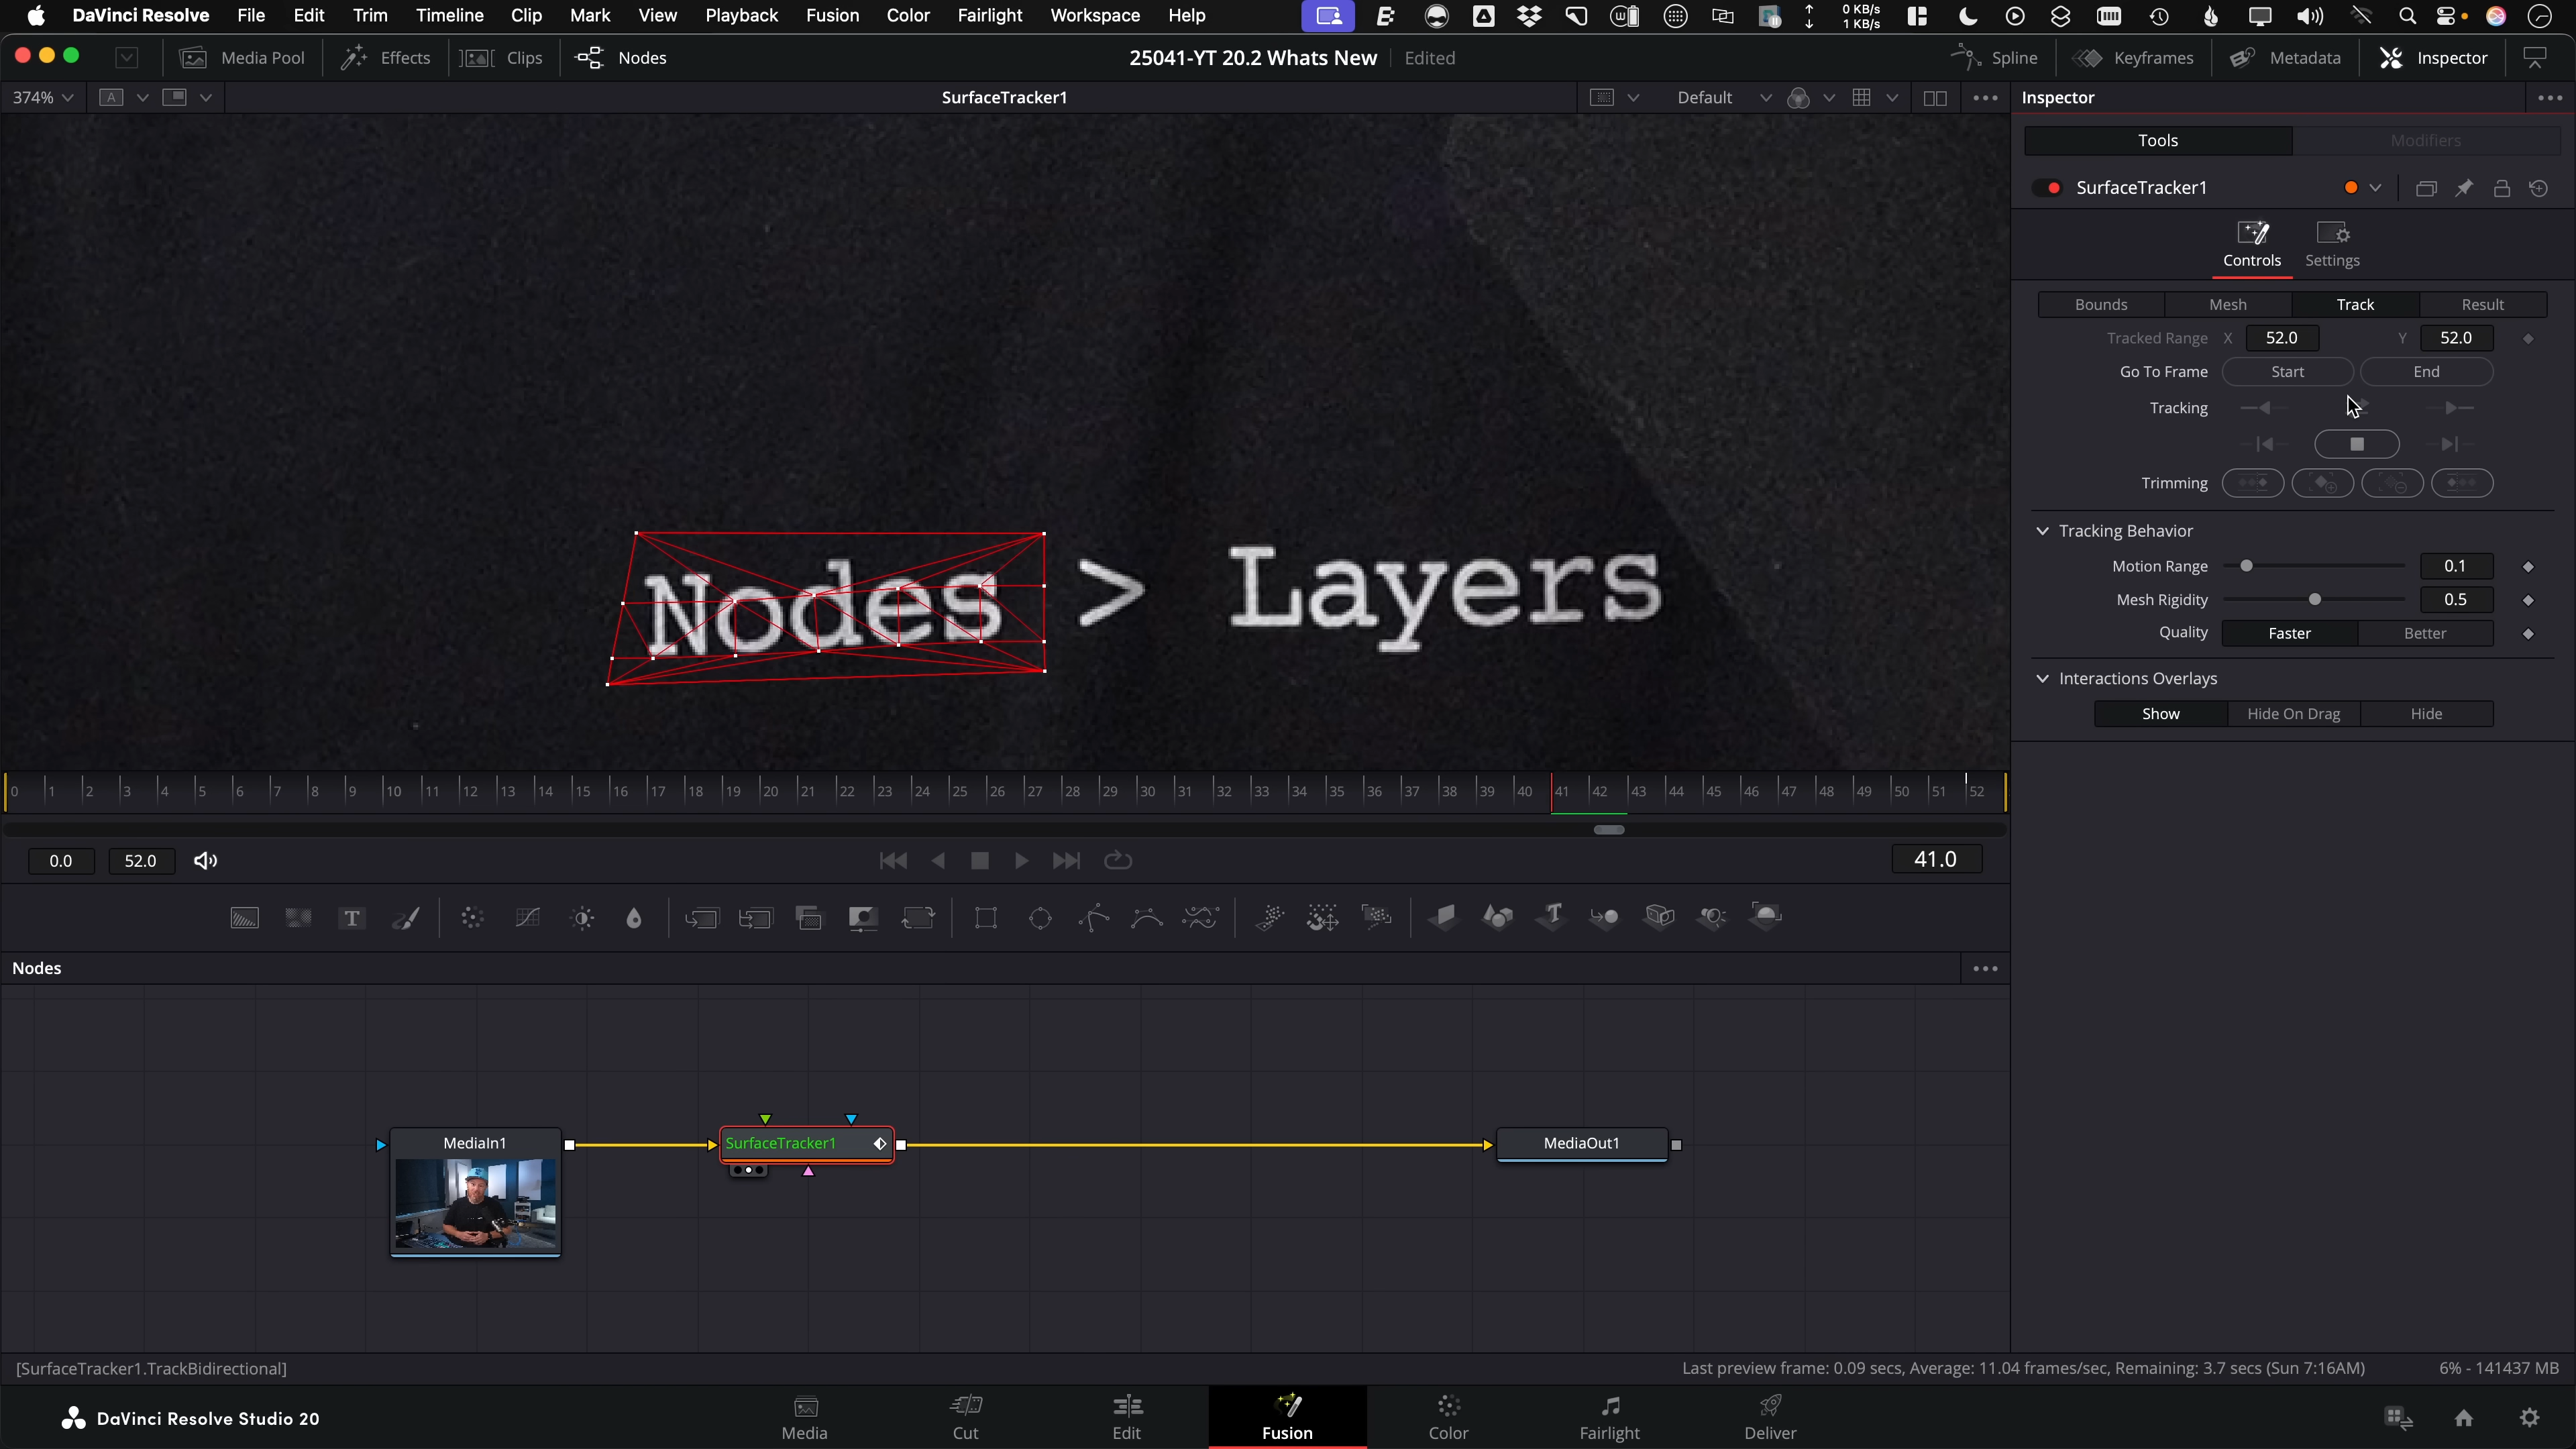 DaVinci Resolve File Edit Trim Timeline Clip Mark View Playback Fusion Color Fairlight Workspace Help 0 KB/s 1 KB/s
Media Pool Effects Clips Nodes 25041-YT 20.2 Whats New Edited Spline Keyframes Metadata Inspector
374% A SurfaceTracker1 Default Inspector
Tools Modifiers
SurfaceTracker1
Controls Settings
Bounds Mesh Track Result
Tracked Range X 52.0 Y 52.0
Go To Frame Start End
Tracking
Trimming
Tracking Behavior
Motion Range 0.1
Mesh Rigidity 0.5
Quality Faster Better
Interactions Overlays
Show Hide On Drag Hide
Nodes > Layers
0 1 2 3 4 5 6 7 8 9 10 11 12 13 14 15 16 17 18 19 20 21 22 23 24 25 26 27 28 29 30 31 32 33 34 35 36 37 38 39 40 41 42 43 44 45 46 47 48 49 50 51 52
0.0 52.0 41.0
Nodes
MediaIn1 SurfaceTracker1 MediaOut1
[SurfaceTracker1.TrackBidirectional] Last preview frame: 0.09 secs, Average: 11.04 frames/sec, Remaining: 3.7 secs (Sun 7:16AM) 6% - 141437 MB
DaVinci Resolve Studio 20 Media Cut Edit Fusion Color Fairlight Deliver